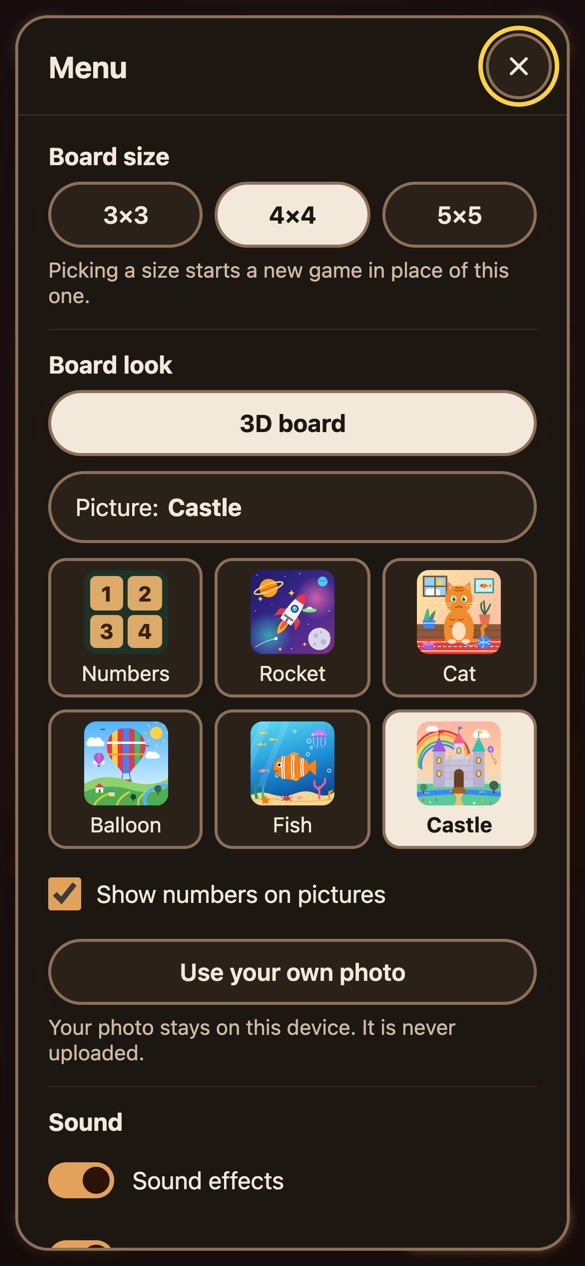 Menu
Board size
3×3
4×4
5×5
Picking a size starts a new game in place of this
one.
Board look
3D board
Picture: Castle
1 2
3 4
Numbers
Rocket
Cat
Balloon
Fish
Castle
Show numbers on pictures
Use your own photo
Your photo stays on this device. It is never
uploaded.
Sound
Sound effects